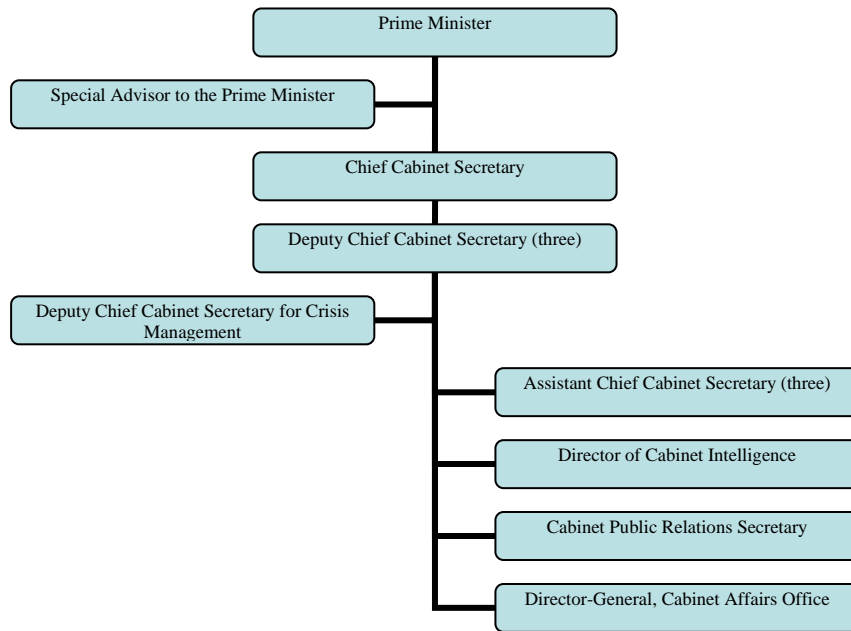 Prime Minister
Special Advisor to the Prime Minister
Chief Cabinet Secretary
Deputy Chief Cabinet Secretary (three)
Deputy Chief Cabinet Secretary for Crisis
Management
Assistant Chief Cabinet Secretary (three)
Director of Cabinet Intelligence
Cabinet Public Relations Secretary
Director-General, Cabinet Affairs Office